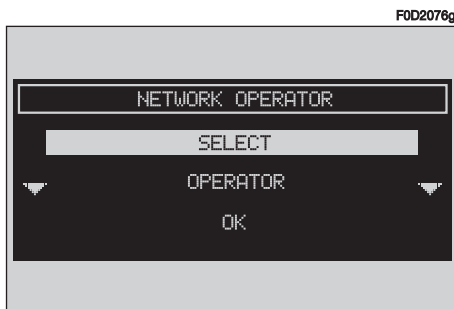 F0D2076g
NETWORK OPERATOR
SELECT
OPERATOR
OK